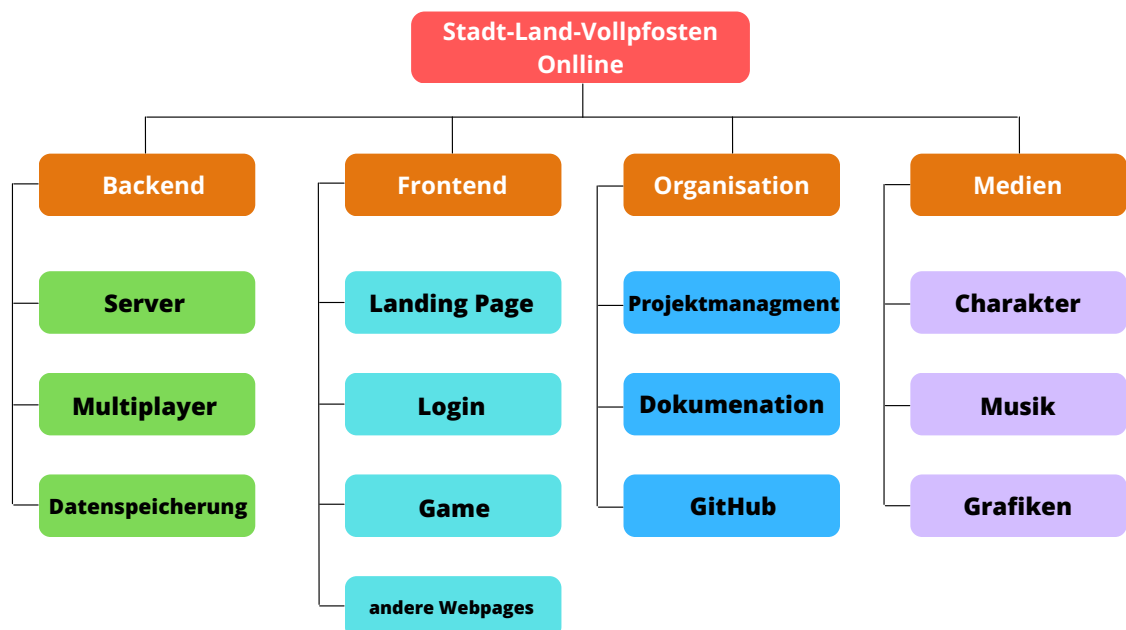 Stadt-Land-Vollpfosten
Onlline
Backend
Frontend
Organisation
Medien
Server
Landing Page
Projektmanagment
Charakter
Multiplayer
Login
Dokumenation
Musik
Datenspeicherung
Game
GitHub
Grafiken
andere Webpages